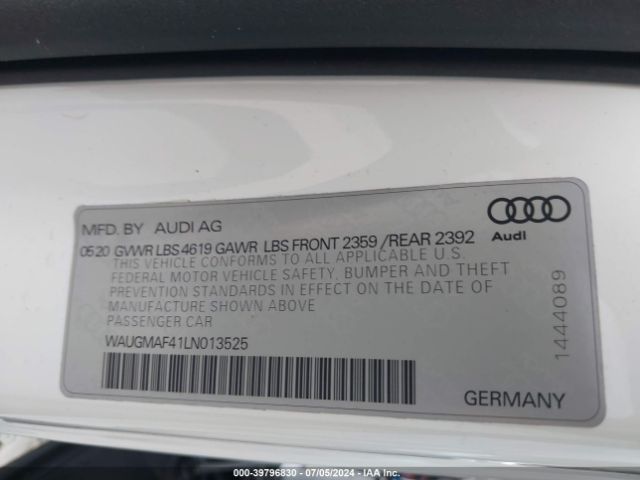 MFD. BY AUDI AG
Audi
0520 GVWR LBS 4619 GAWR LBS FRONT 2359 /REAR 2392
THIS VEHICLE CONFORMS TO ALL APPLICABLE U.S.
FEDERAL MOTOR VEHICLE SAFETY, BUMPER AND THEFT
PREVENTION STANDARDS IN EFFECT ON THE DATE OF
MANUFACTURE SHOWN ABOVE
PASSENGER CAR
WAUGMAF41LN013525
1444089
GERMANY
000-39796830 - 07/05/2024 - IAA Inc.